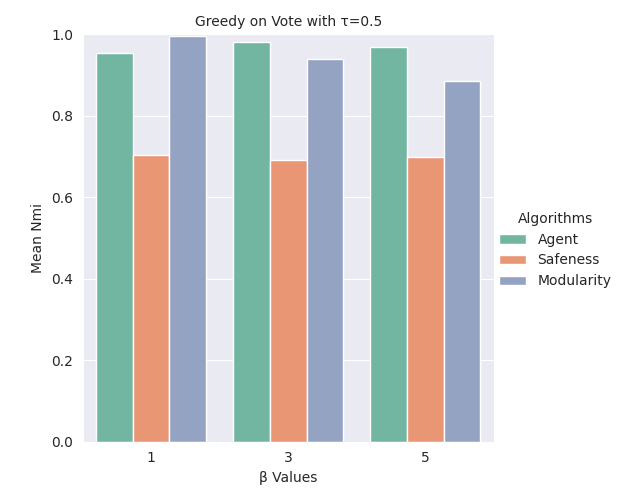 Greedy on Vote with τ=0.5
1.0
0.8
0.6
0.4
0.2
0.0
Mean Nmi
1 3 5
β Values
Algorithms
Agent
Safeness
Modularity